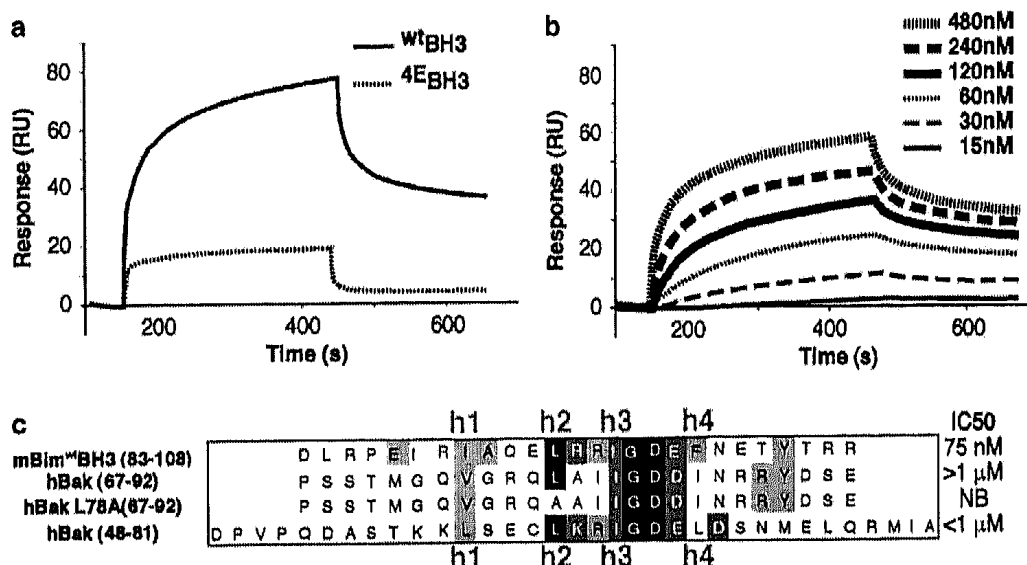 a
wtBH3
4EBH3
Response (RU)
80
60
40
20
0
200 400 600
Time (s)
b
480nM
240nM
120nM
60nM
30nM
15nM
Response (RU)
80
60
40
20
0
200 400 600
Time (s)
c
h1 h2 h3 h4 IC50
mBimwtBH3 (83-108) D L R P E I R I A Q E L R R I G D E F N E T Y T R R 75 nM
hBak (67-92) P S S T M G Q V G R Q L A I I G D D I N R R Y D S E >1 μM
hBak L78A(67-92) P S S T M G Q V G R Q A A I I G D D I N R R Y D S E NB
hBak (48-81) D P V P Q D A S T K K L S E C L K R I G D E L D S N M E L Q R M I A <1 μM
h1 h2 h3 h4